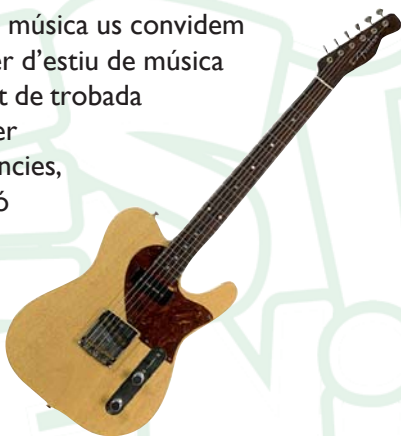 música us convidem
er d’estiu de música
t de trobada
er
ncies,
ó